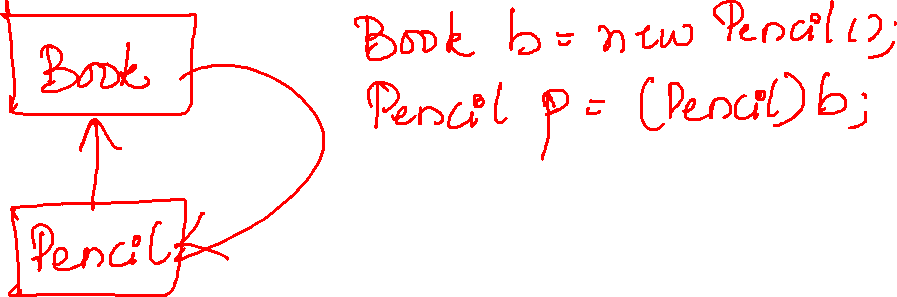 Book
Book b = new Pencil();
Pencil p = (Pencil)b;
Pencil